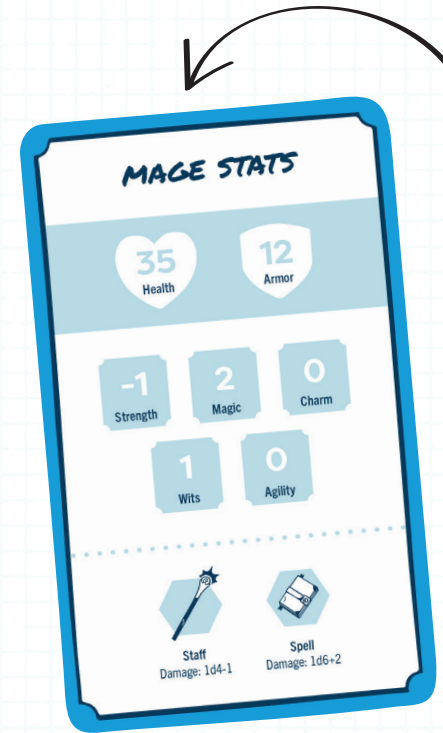 MAGE STATS
35
Health
12
Armor
-1
Strength
2
Magic
0
Charm
1
Wits
0
Agility
Staff
Damage: 1d4-1
Spell
Damage: 1d6+2